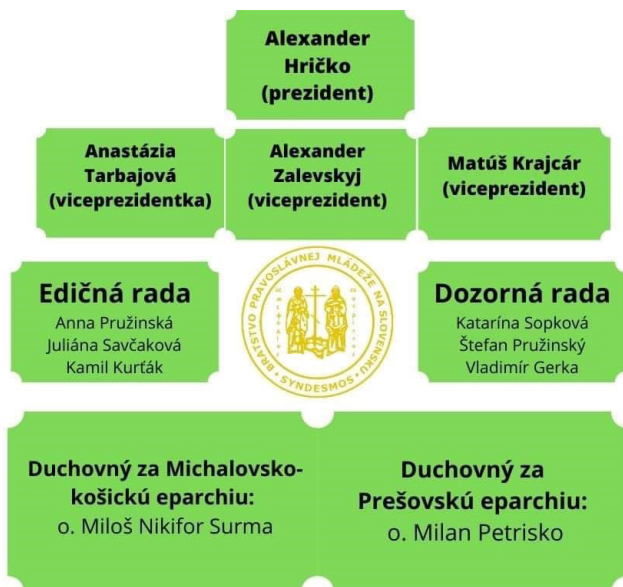 Alexander
Hričko
(prezident)
Anastázia
Tarbajová
(viceprezidentka)
Alexander
Zalevskyj
(viceprezident)
Matúš Krajcár
(viceprezident)
Edičná rada
Anna Pružinská
Juliána Savčaková
Kamil Kurťák
BRATSTVO PRAVOSLÁVNEJ MLÁDEŽE NA SLOVENSKU
SYNDESMOS
Dozorná rada
Katarína Sopková
Štefan Pružinský
Vladimír Gerka
Duchovný za Michalovsko-
košickú eparchiu:
o. Miloš Nikifor Surma
Duchovný za
Prešovskú eparchiu:
o. Milan Petrisko